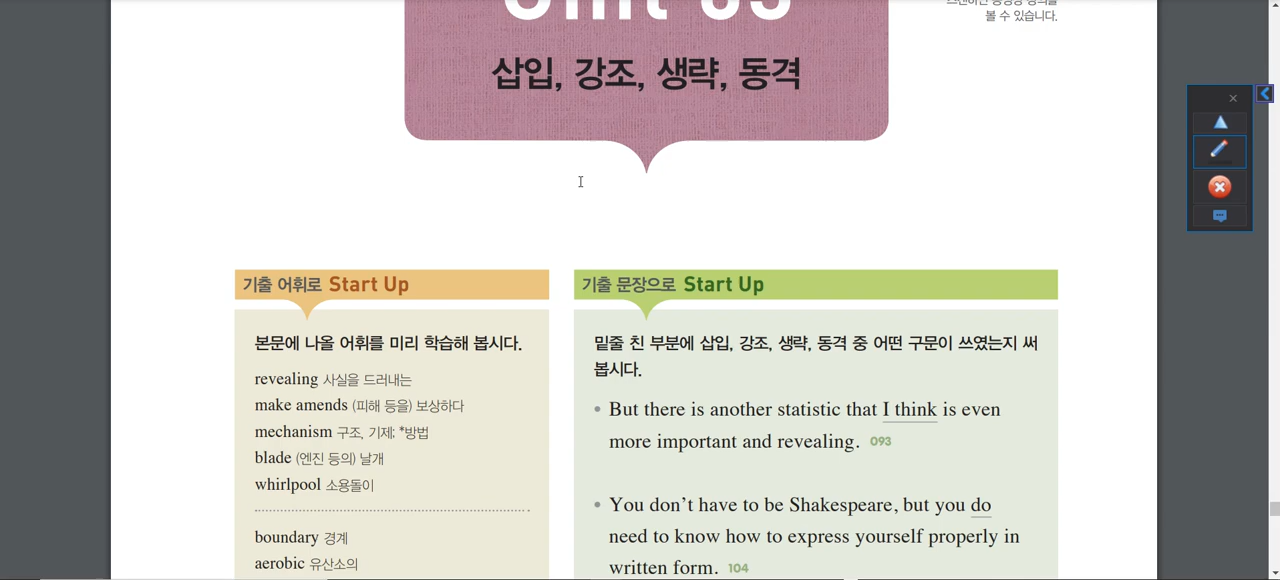 볼 수 있습니다.
삽입, 강조, 생략, 동격
기출 어휘로 Start Up
본문에 나올 어휘를 미리 학습해 봅시다.
revealing 사실을 드러내는
make amends (피해 등을) 보상하다
mechanism 구조, 기제; *방법
blade (엔진 등의) 날개
whirlpool 소용돌이
boundary 경계
aerobic 유산소의
기출 문장으로 Start Up
밑줄 친 부분에 삽입, 강조, 생략, 동격 중 어떤 구문이 쓰였는지 써
봅시다.
• But there is another statistic that I think is even
more important and revealing. 093
• You don't have to be Shakespeare, but you do
need to know how to express yourself properly in
written form. 104